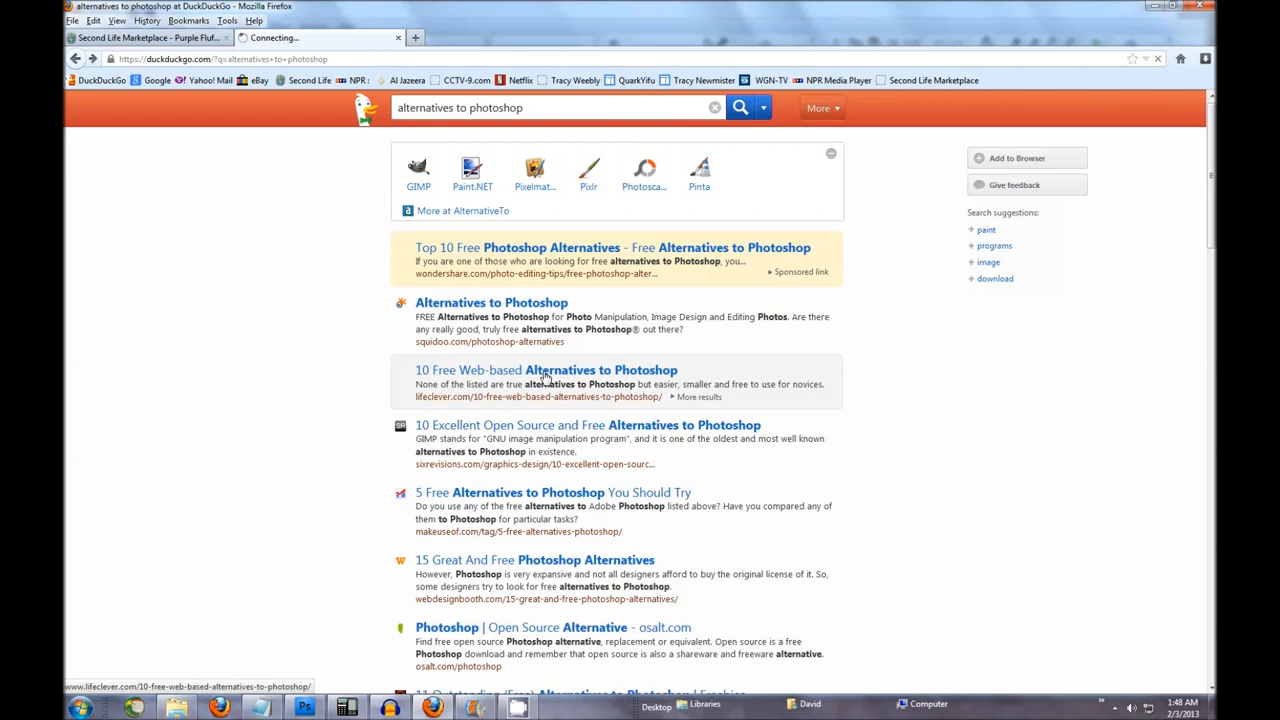 alternatives to photoshop at DuckDuckGo - Mozilla Firefox
File Edit View History Bookmarks Tools Help
Second Life Marketplace - Purple Fluf... Connecting...
https://duckduckgo.com/?q=alternatives+to+photoshop
DuckDuckGo Google Yahoo! Mail eBay Second Life NPR : Al Jazeera CCTV-9.com Netflix Tracy Weebly QuarkYifu Tracy Newmister WGN-TV NPR Media Player Second Life Marketplace
alternatives to photoshop More
GIMP Paint.NET Pixelmat... Pixlr Photosca... Pinta
More at AlternativeTo
Add to Browser
Give feedback
Search suggestions:
+ paint
+ programs
+ image
+ download
Top 10 Free Photoshop Alternatives - Free Alternatives to Photoshop
If you are one of those who are looking for free alternatives to Photoshop, you...
wondershare.com/photo-editing-tips/free-photoshop-alter... Sponsored link
Alternatives to Photoshop
FREE Alternatives to Photoshop for Photo Manipulation, Image Design and Editing Photos. Are there
any really good, truly free alternatives to Photoshop® out there?
squidoo.com/photoshop-alternatives
10 Free Web-based Alternatives to Photoshop
None of the listed are true alternatives to Photoshop but easier, smaller and free to use for novices.
lifeclever.com/10-free-web-based-alternatives-to-photoshop/ More results
SR 10 Excellent Open Source and Free Alternatives to Photoshop
GIMP stands for "GNU image manipulation program", and it is one of the oldest and most well known
alternatives to Photoshop in existence.
sixrevisions.com/graphics-design/10-excellent-open-sourc...
5 Free Alternatives to Photoshop You Should Try
Do you use any of the free alternatives to Adobe Photoshop listed above? Have you compared any of
them to Photoshop for particular tasks?
makeuseof.com/tag/5-free-alternatives-photoshop/
15 Great And Free Photoshop Alternatives
However, Photoshop is very expensive and not all designers afford to buy the original license of it. So,
some designers try to look for free alternatives to Photoshop.
webdesignbooth.com/15-great-and-free-photoshop-alternatives/
Photoshop | Open Source Alternative - osalt.com
Find free open source Photoshop alternative, replacement or equivalent. Open source is a free
Photoshop download and remember that open source is also a shareware and freeware alternative.
osalt.com/photoshop
www.lifeclever.com/10-free-web-based-alternatives-to-photoshop/
Ps Desktop Libraries David Computer 1:48 AM
2/3/2013